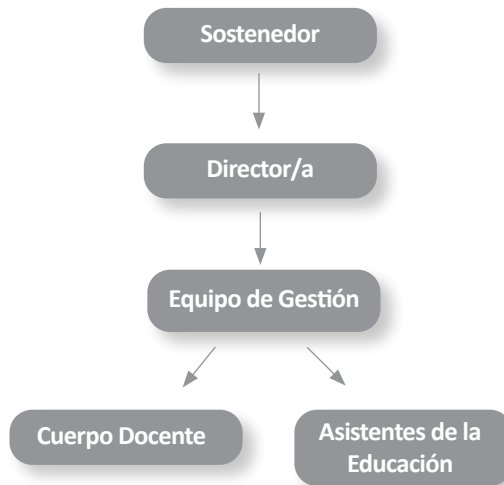 Sostenedor
Director/a
Equipo de Gestión
Cuerpo Docente
Asistentes de la
Educación